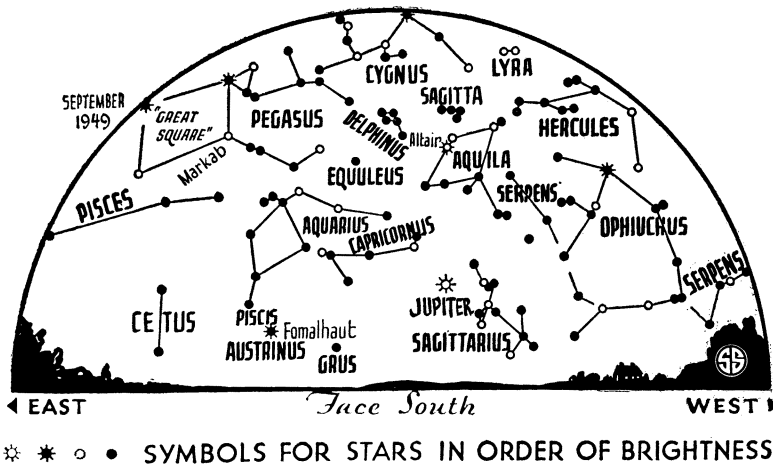 CYGNUS
LYRA
SEPTEMBER
1949
"GREAT
SQUARE"
PEGASUS
DELPHINUS
SAGITTA
HERCULES
Markab
Altair
AQUILA
EQUULEUS
SERPENS
PISCES
AQUARIUS
CAPRICORNUS
OPHIUCHUS
SERPENS
CETUS
PISCIS
AUSTRINUS
Fomalhaut
GRUS
JUPITER
SAGITTARIUS
SS
EAST
Face South
WEST
SYMBOLS FOR STARS IN ORDER OF BRIGHTNESS